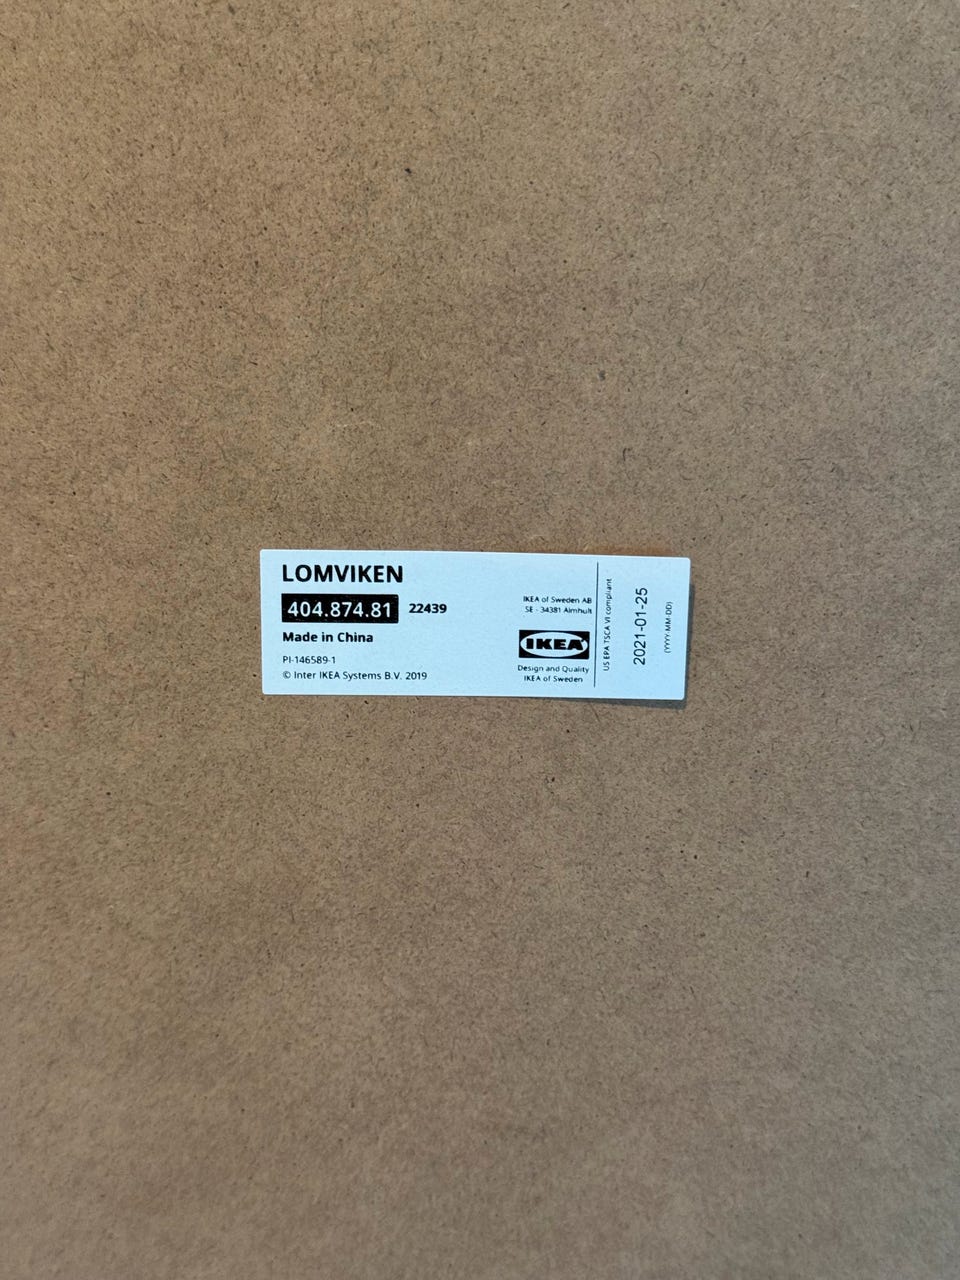 LOMVIKEN
404.874.81 22439
Made in China
PI-146589-1
© Inter IKEA Systems B.V. 2019
IKEA of Sweden AB
SE - 34381 Älmhult
IKEA
Design and Quality
IKEA of Sweden
US EPA TSCA VI compliant
2021-01-25
(YYYY-MM-DD)